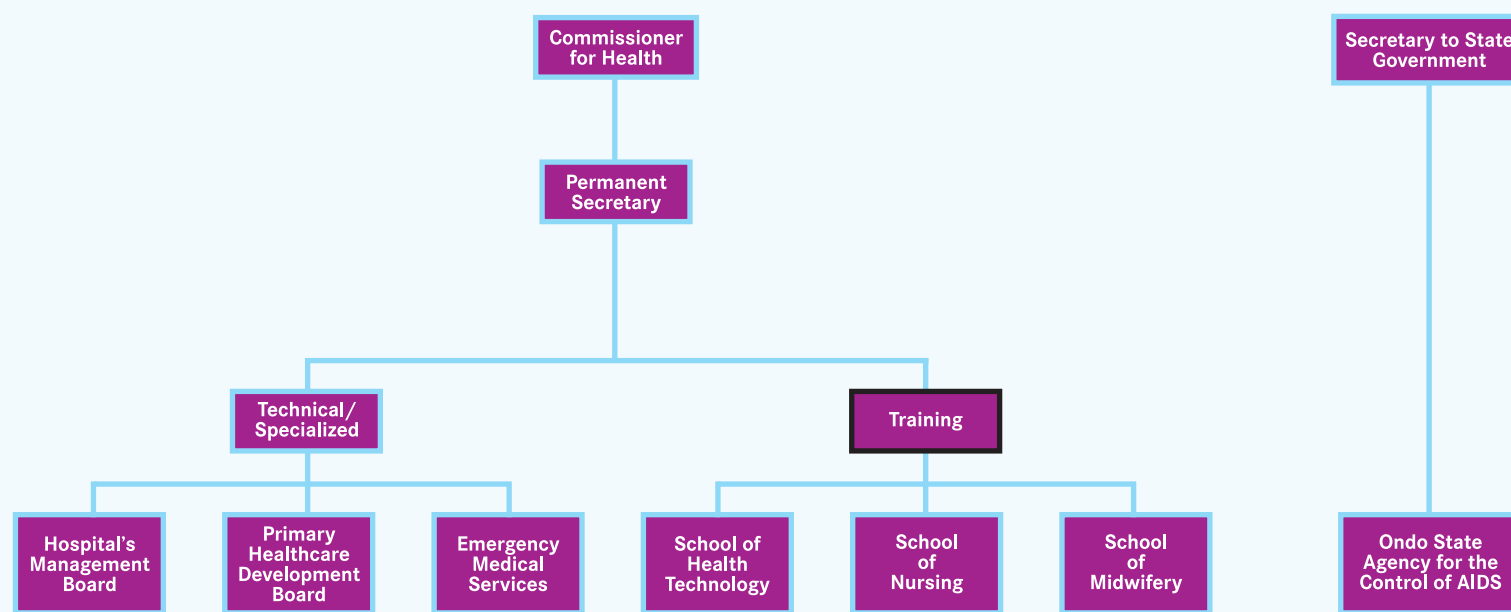 Commissioner
for Health
Secretary to State
Government
Permanent
Secretary
Technical/
Specialized
Training
Hospital's
Management
Board
Primary
Healthcare
Development
Board
Emergency
Medical
Services
School of
Health
Technology
School
of
Nursing
School
of
Midwifery
Ondo State
Agency for the
Control of AIDS